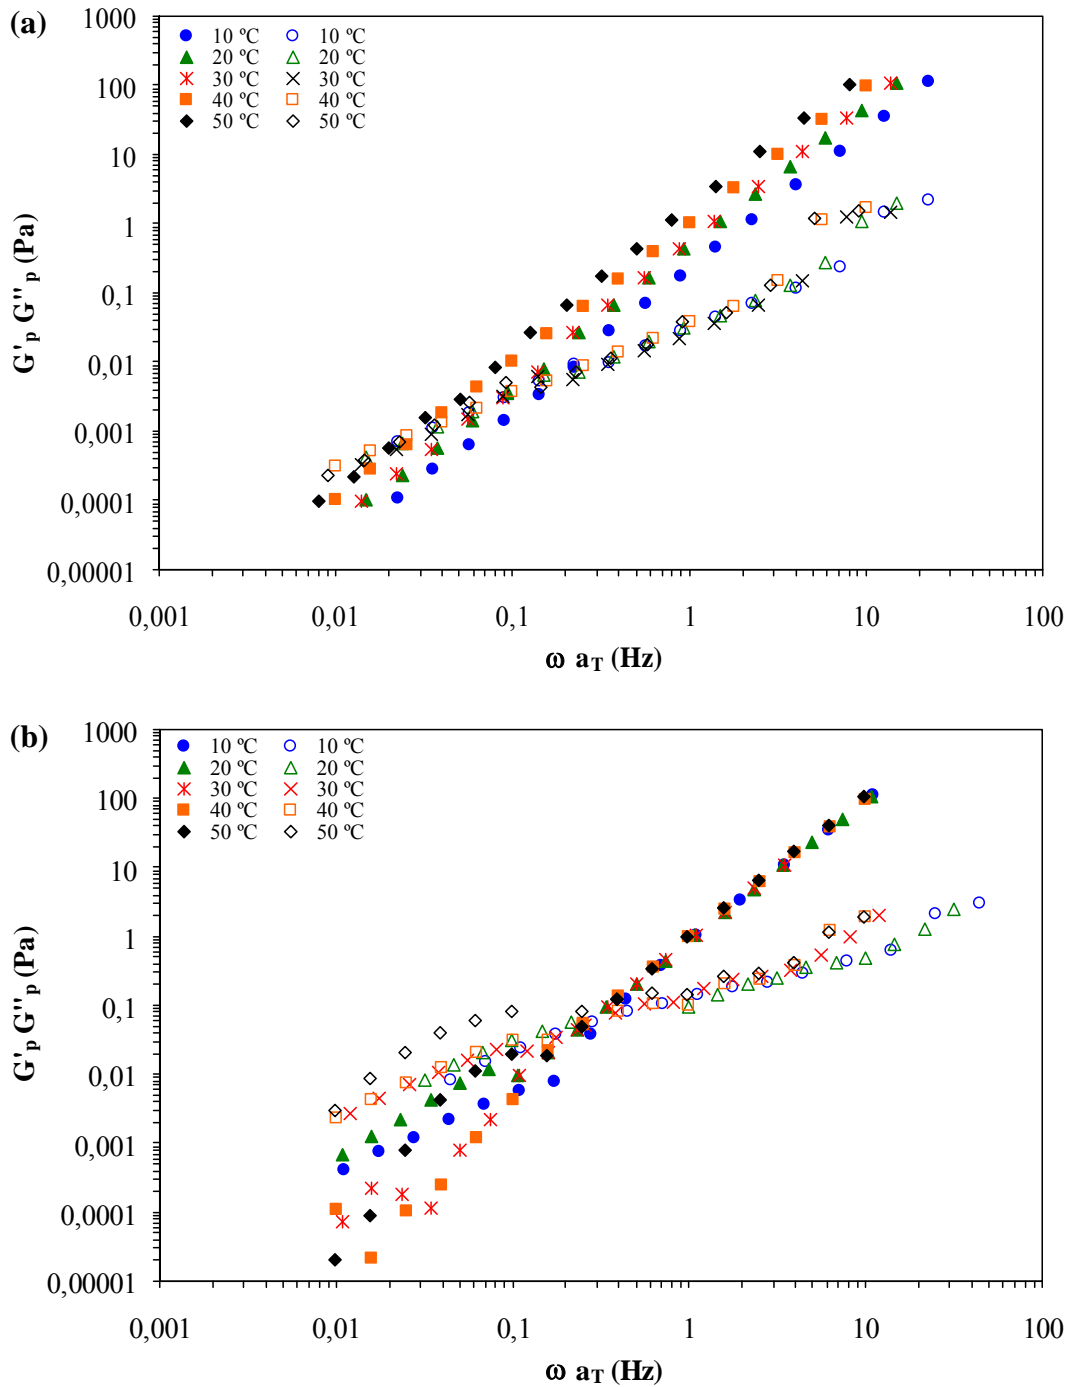 (a)
1000
100
10
1
0,1
0,01
0,001
0,0001
0,00001
G'p G''p (Pa)
10 ºC 10 ºC
20 ºC 20 ºC
30 ºC 30 ºC
40 ºC 40 ºC
50 ºC 50 ºC
0,001 0,01 0,1 1 10 100
ω aT (Hz)
(b)
1000
100
10
1
0,1
0,01
0,001
0,0001
0,00001
G'p G''p (Pa)
10 ºC 10 ºC
20 ºC 20 ºC
30 ºC 30 ºC
40 ºC 40 ºC
50 ºC 50 ºC
0,001 0,01 0,1 1 10 100
ω aT (Hz)